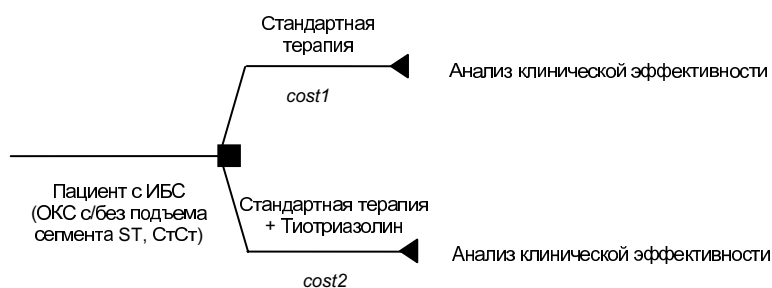 Стандартная
терапия
Анализ клинической эффективности
cost1
Пациент с ИБС
(ОКС с/без подъема
сегмента ST, СтСт)
Стандартная терапия
+ Тиотриазолин
Анализ клинической эффективности
cost2